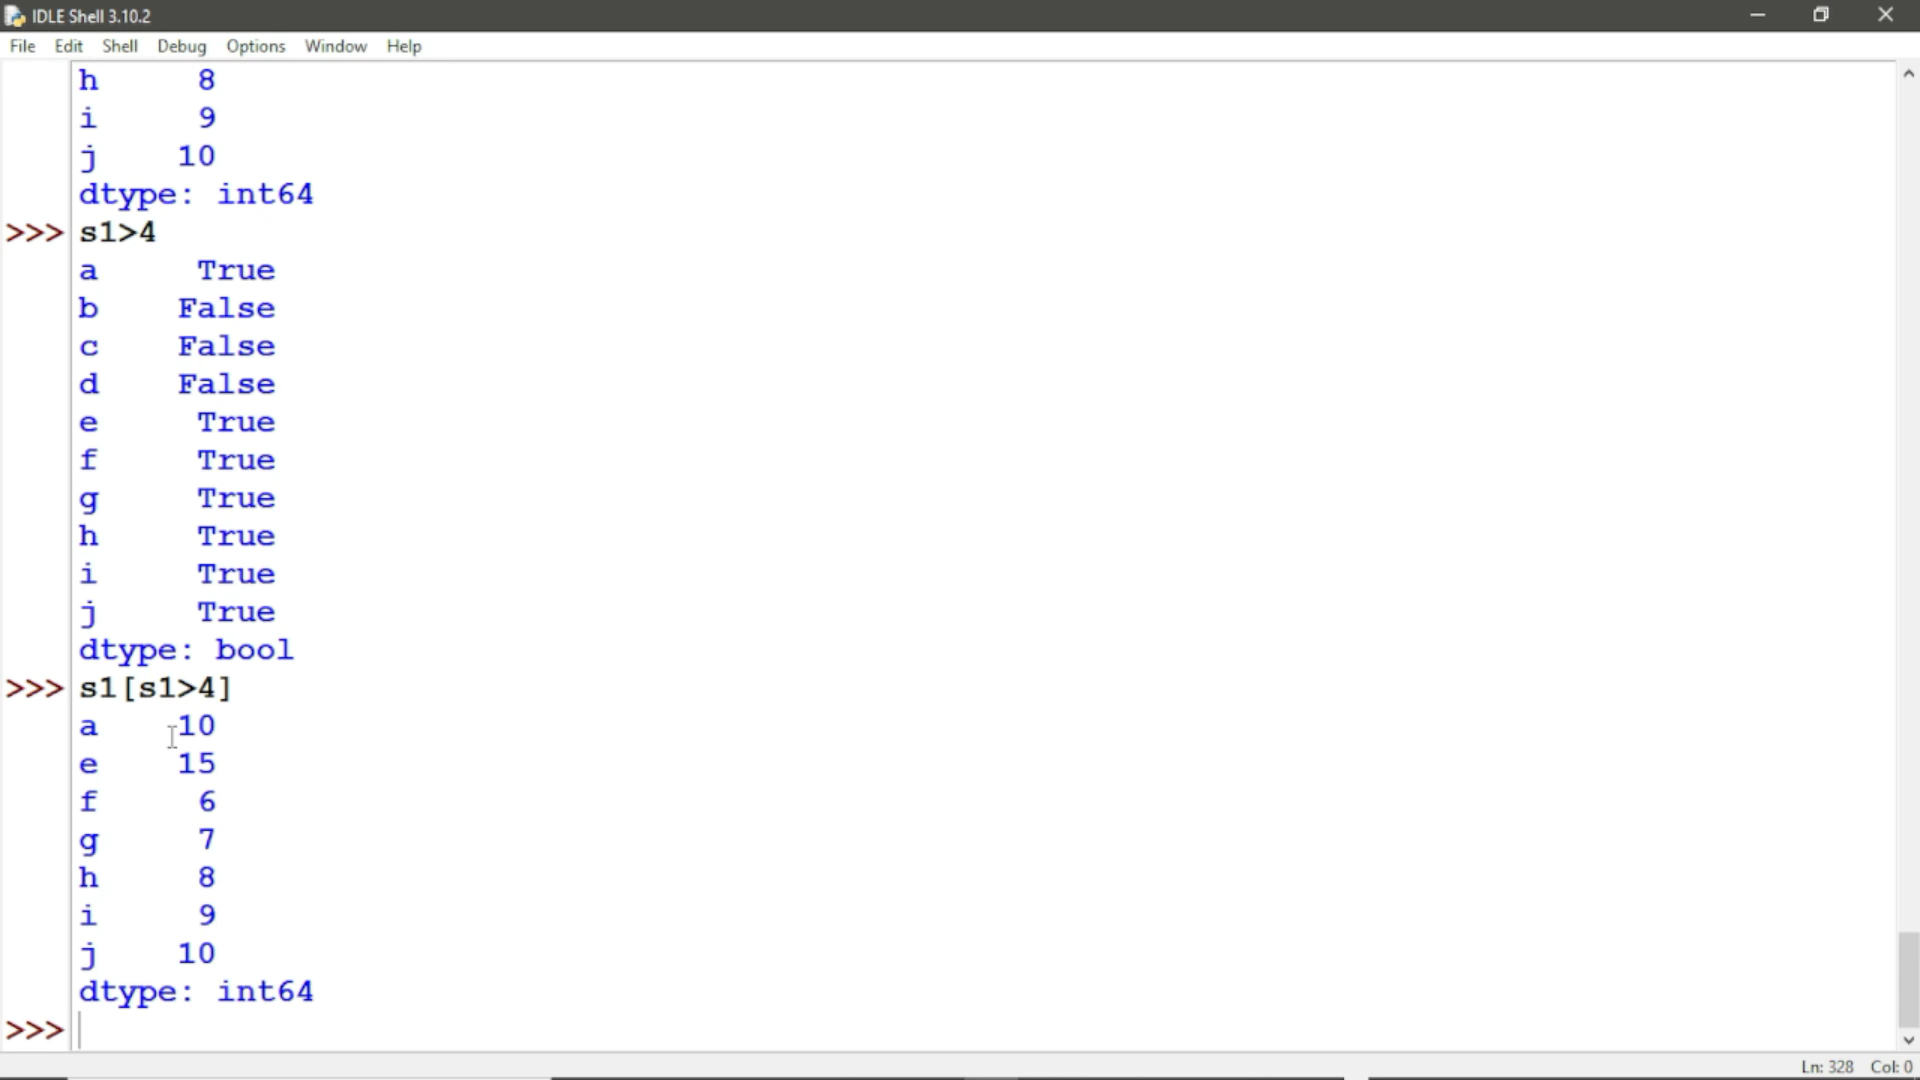 IDLE Shell 3.10.2
File Edit Shell Debug Options Window Help
h 8
i 9
j 10
dtype: int64
>>> s1>4
a True
b False
c False
d False
e True
f True
g True
h True
i True
j True
dtype: bool
>>> s1[s1>4]
a 10
e 15
f 6
g 7
h 8
i 9
j 10
dtype: int64
>>>
Ln: 328 Col: 0